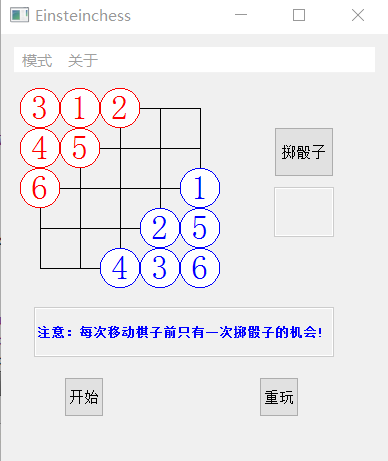 Einsteinchess
模式 关于
3 1 2
4 5
掷骰子
6 1
2 5
4 3 6
注意：每次移动棋子前只有一次掷骰子的机会!
开始 重玩